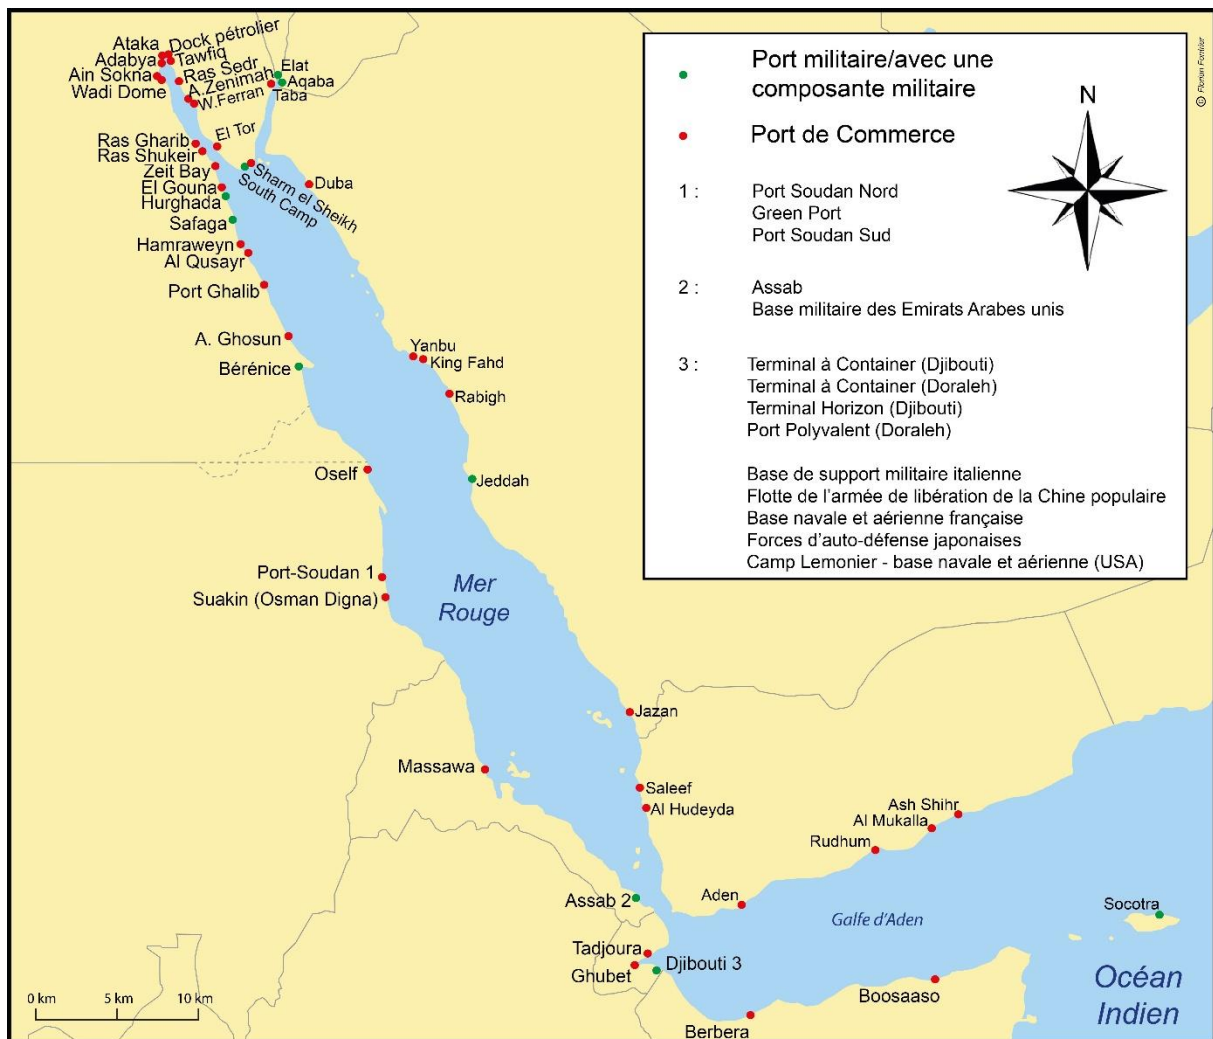 Ataka
Dock pétrolier
Adabya
Tawfiq
Ain Sokna
Ras Sedr
Wadi Dome
A.Zenimah
W.Ferran
Elat
Aqaba
Taba
Ras Gharib
El Tor
Ras Shukeir
Zeit Bay
El Gouna
Hurghada
Sharm el Sheikh
South Camp
Duba
Safaga
Hamraweyn
Al Qusayr
Port Ghalib
A. Ghosun
Bérénice
Yanbu
King Fahd
Rabigh
Oself
Jeddah
Port-Soudan 1
Suakin (Osman Digna)
Mer
Rouge
Jazan
Massawa
Saleef
Al Hudeyda
Ash Shihr
Al Mukalla
Rudhum
Assab 2
Aden
Galfe d'Aden
Socotra
Tadjoura
Ghubet
Djibouti 3
Boosaaso
Berbera
Océan
Indien
0 km
5 km
10 km
Port militaire/avec une
composante militaire
Port de Commerce
N
1 : Port Soudan Nord
Green Port
Port Soudan Sud
2 : Assab
Base militaire des Emirats Arabes unis
3 : Terminal à Container (Djibouti)
Terminal à Container (Doraleh)
Terminal Horizon (Djibouti)
Port Polyvalent (Doraleh)
Base de support militaire italienne
Flotte de l'armée de libération de la Chine populaire
Base navale et aérienne française
Forces d'auto-défense japonaises
Camp Lemonier - base navale et aérienne (USA)